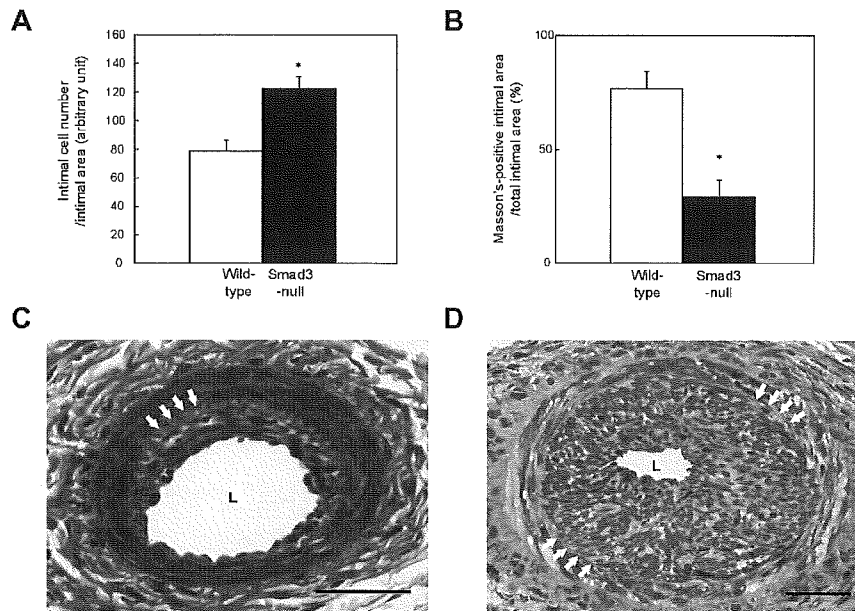 A
Intimal cell number
/intimal area (arbitrary unit)
160
140
120
100
80
60
40
20
0
*
Wild-
type
Smad3
-null
B
Masson's-positive intimal area
/total intimal area (%)
100
50
0
*
Wild-
type
Smad3
-null
C
L
D
L